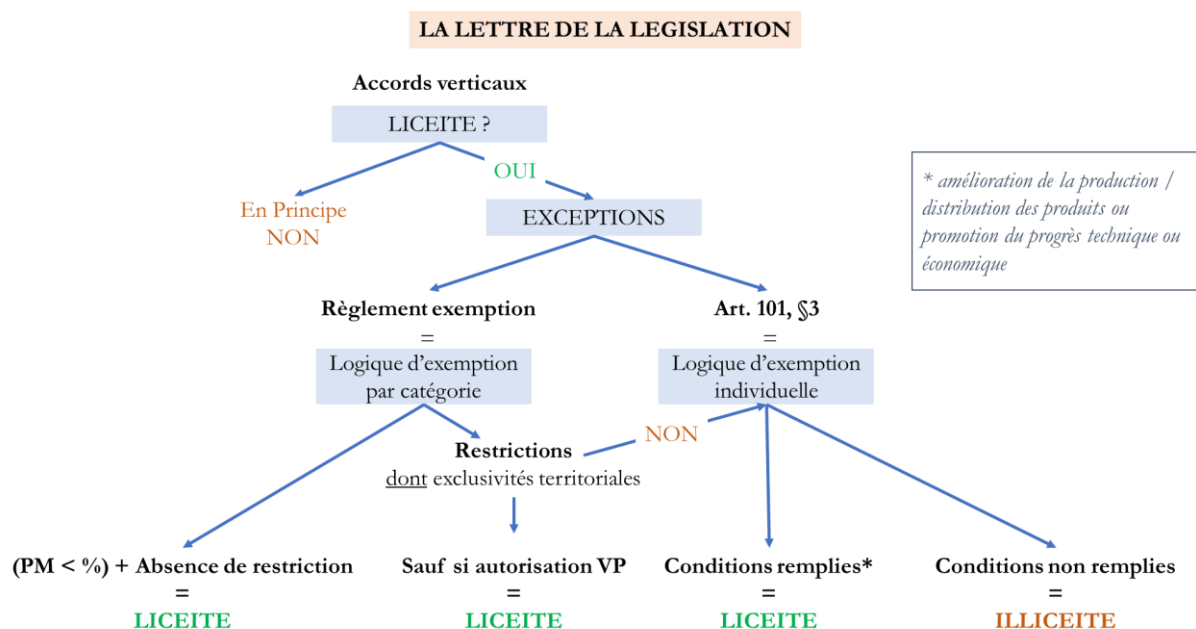 LA LETTRE DE LA LEGISLATION
Accords verticaux
LICEITE ?
OUI
En Principe
NON
EXCEPTIONS
* amélioration de la production /
distribution des produits ou
promotion du progrès technique ou
économique
Règlement exemption
=
Logique d’exemption
par catégorie
Art. 101, §3
=
Logique d’exemption
individuelle
Restrictions
dont exclusivités territoriales
NON
(PM < %) + Absence de restriction
=
LICEITE
Sauf si autorisation VP
=
LICEITE
Conditions remplies*
=
LICEITE
Conditions non remplies
=
ILLICEITE